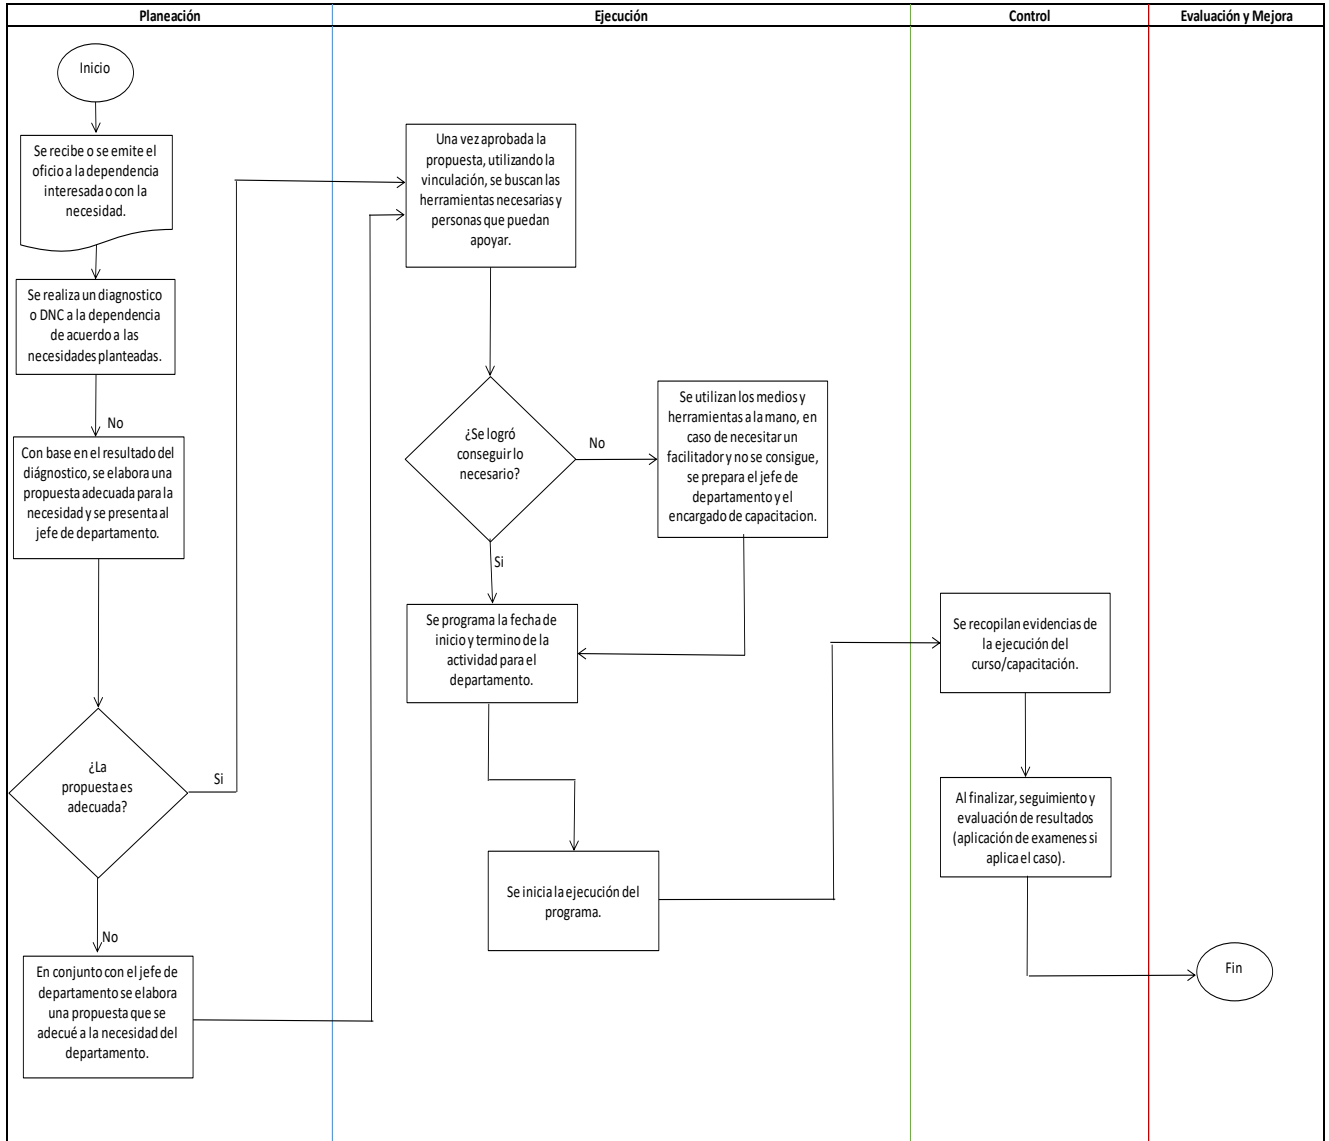 Planeación
Ejecución
Control
Evaluación y Mejora
Inicio
Se recibe o se emite el
oficio a la dependencia
interesada o con la
necesidad.
Se realiza un diagnostico
o DNC a la dependencia
de acuerdo a las
necesidades planteadas.
No
Con base en el resultado del
diágnostico, se elabora una
propuesta adecuada para la
necesidad y se presenta al
jefe de departamento.
¿La
propuesta es
adecuada?
Si
No
En conjunto con el jefe de
departamento se elabora
una propuesta que se
adecué a la necesidad del
departamento.
Una vez aprobada la
propuesta, utilizando la
vinculación, se buscan las
herramientas necesarias y
personas que puedan
apoyar.
¿Se logró
conseguir lo
necesario?
No
Se utilizan los medios y
herramientas a la mano, en
caso de necesitar un
facilitador y no se consigue,
se prepara el jefe de
departamento y el
encargado de capacitacion.
Si
Se programa la fecha de
inicio y termino de la
actividad para el
departamento.
Se inicia la ejecución del
programa.
Se recopilan evidencias de
la ejecución del
curso/capacitación.
Al finalizar, seguimiento y
evaluación de resultados
(aplicación de examenes si
aplica el caso).
Fin